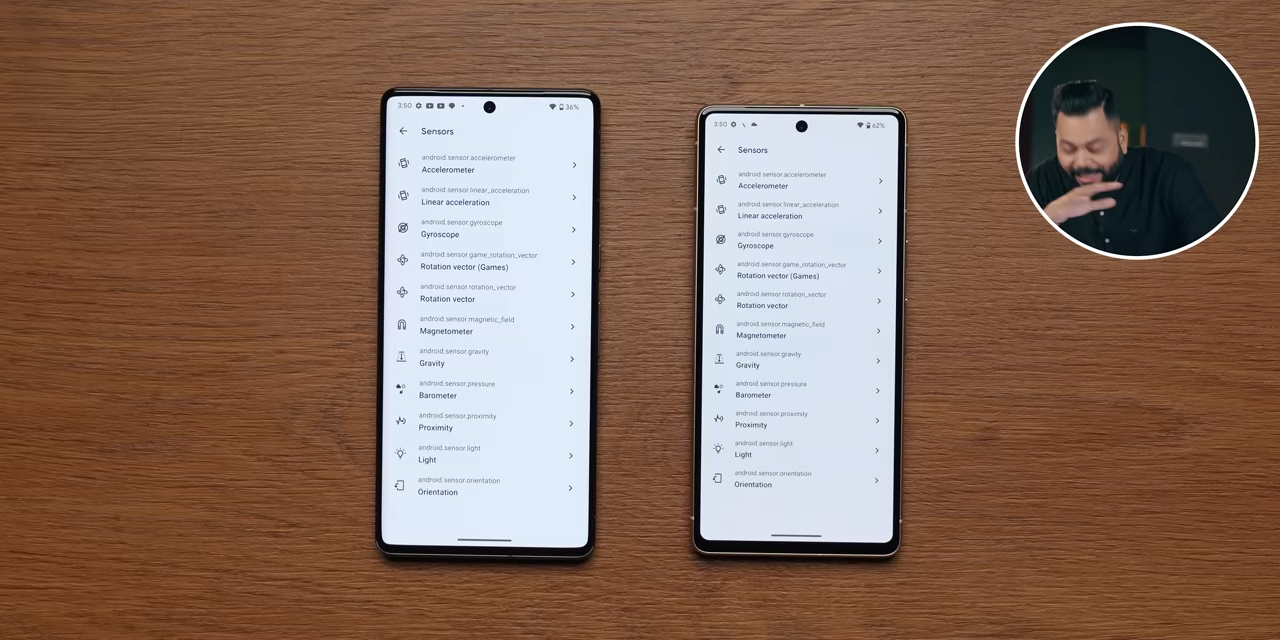 3:50
36%
Sensors
android.sensor.accelerometer
Accelerometer
android.sensor.linear_acceleration
Linear acceleration
android.sensor.gyroscope
Gyroscope
android.sensor.game_rotation_vector
Rotation vector (Games)
android.sensor.rotation_vector
Rotation vector
android.sensor.magnetic_field
Magnetometer
android.sensor.gravity
Gravity
android.sensor.pressure
Barometer
android.sensor.proximity
Proximity
android.sensor.light
Light
android.sensor.orientation
Orientation
3:50
62%
Sensors
android.sensor.accelerometer
Accelerometer
android.sensor.linear_acceleration
Linear acceleration
android.sensor.gyroscope
Gyroscope
android.sensor.game_rotation_vector
Rotation vector (Games)
android.sensor.rotation_vector
Rotation vector
android.sensor.magnetic_field
Magnetometer
android.sensor.gravity
Gravity
android.sensor.pressure
Barometer
android.sensor.proximity
Proximity
android.sensor.light
Light
android.sensor.orientation
Orientation